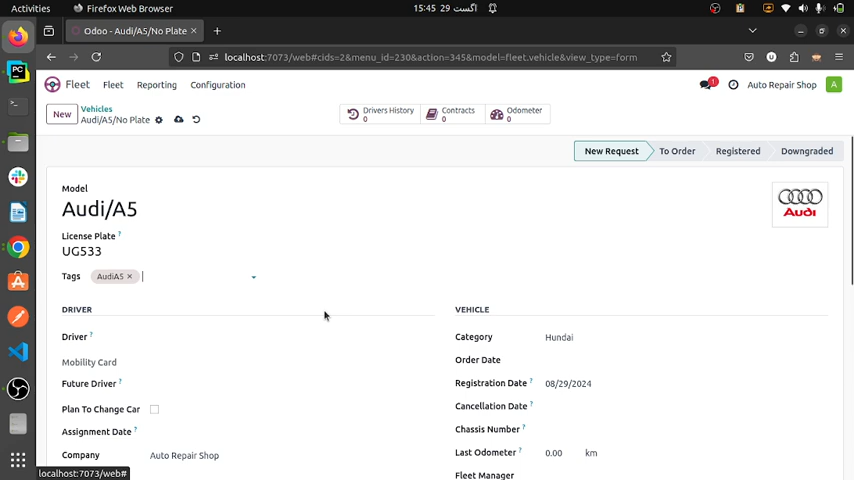 Activities
Firefox Web Browser
15:45 29 اگست
Odoo - Audi/A5/No Plate
localhost:7073/web#cids=2&menu_id=230&action=345&model=fleet.vehicle&view_type=form
Fleet Fleet Reporting Configuration
1 Auto Repair Shop A
New Vehicles
Audi/A5/No Plate
Drivers History 0
Contracts 0
Odometer 0
New Request To Order Registered Downgraded
Model
Audi/A5
Audi
License Plate ?
UG533
Tags AudiA5 ×
DRIVER
Driver ?
Mobility Card
Future Driver ?
Plan To Change Car
Assignment Date
Company Auto Repair Shop
VEHICLE
Category Hundai
Order Date
Registration Date ? 08/29/2024
Cancellation Date ?
Chassis Number ?
Last Odometer ? 0.00 km
Fleet Manager
localhost:7073/web#